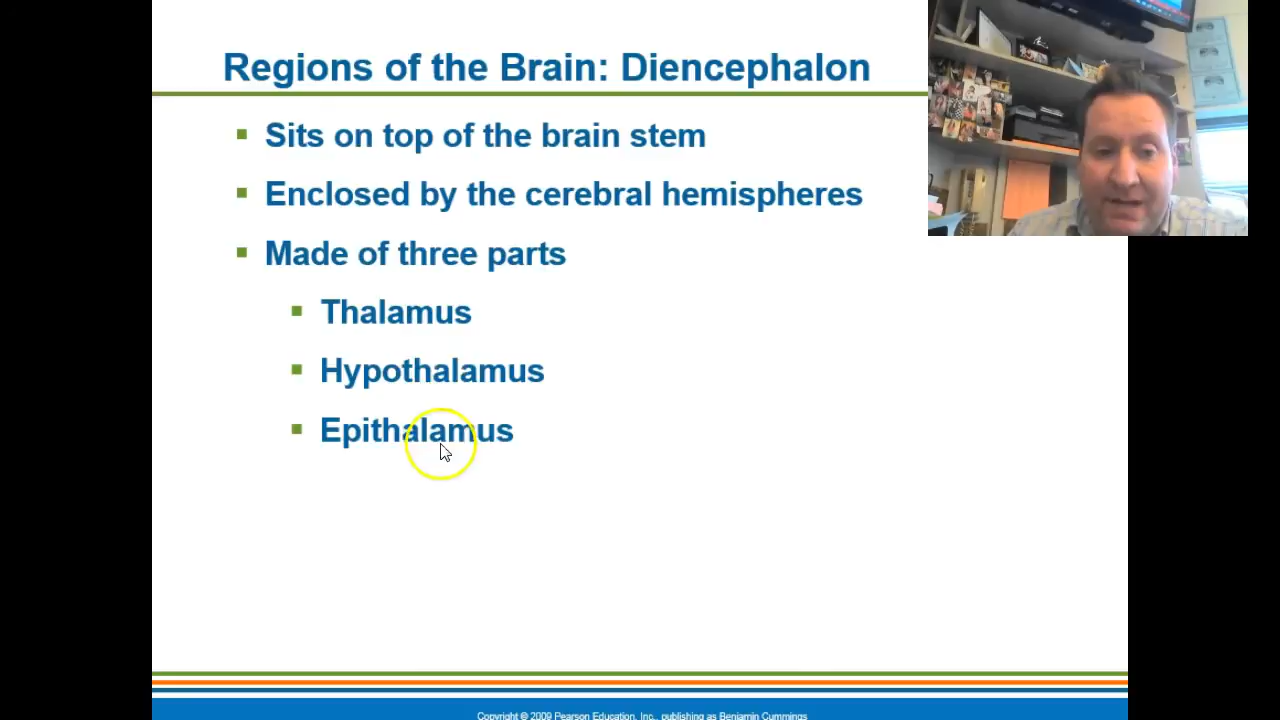 Regions of the Brain: Diencephalon
Sits on top of the brain stem
Enclosed by the cerebral hemispheres
Made of three parts
Thalamus
Hypothalamus
Epithalamus
Copyright © 2009 Pearson Education, Inc., publishing as Benjamin Cummings